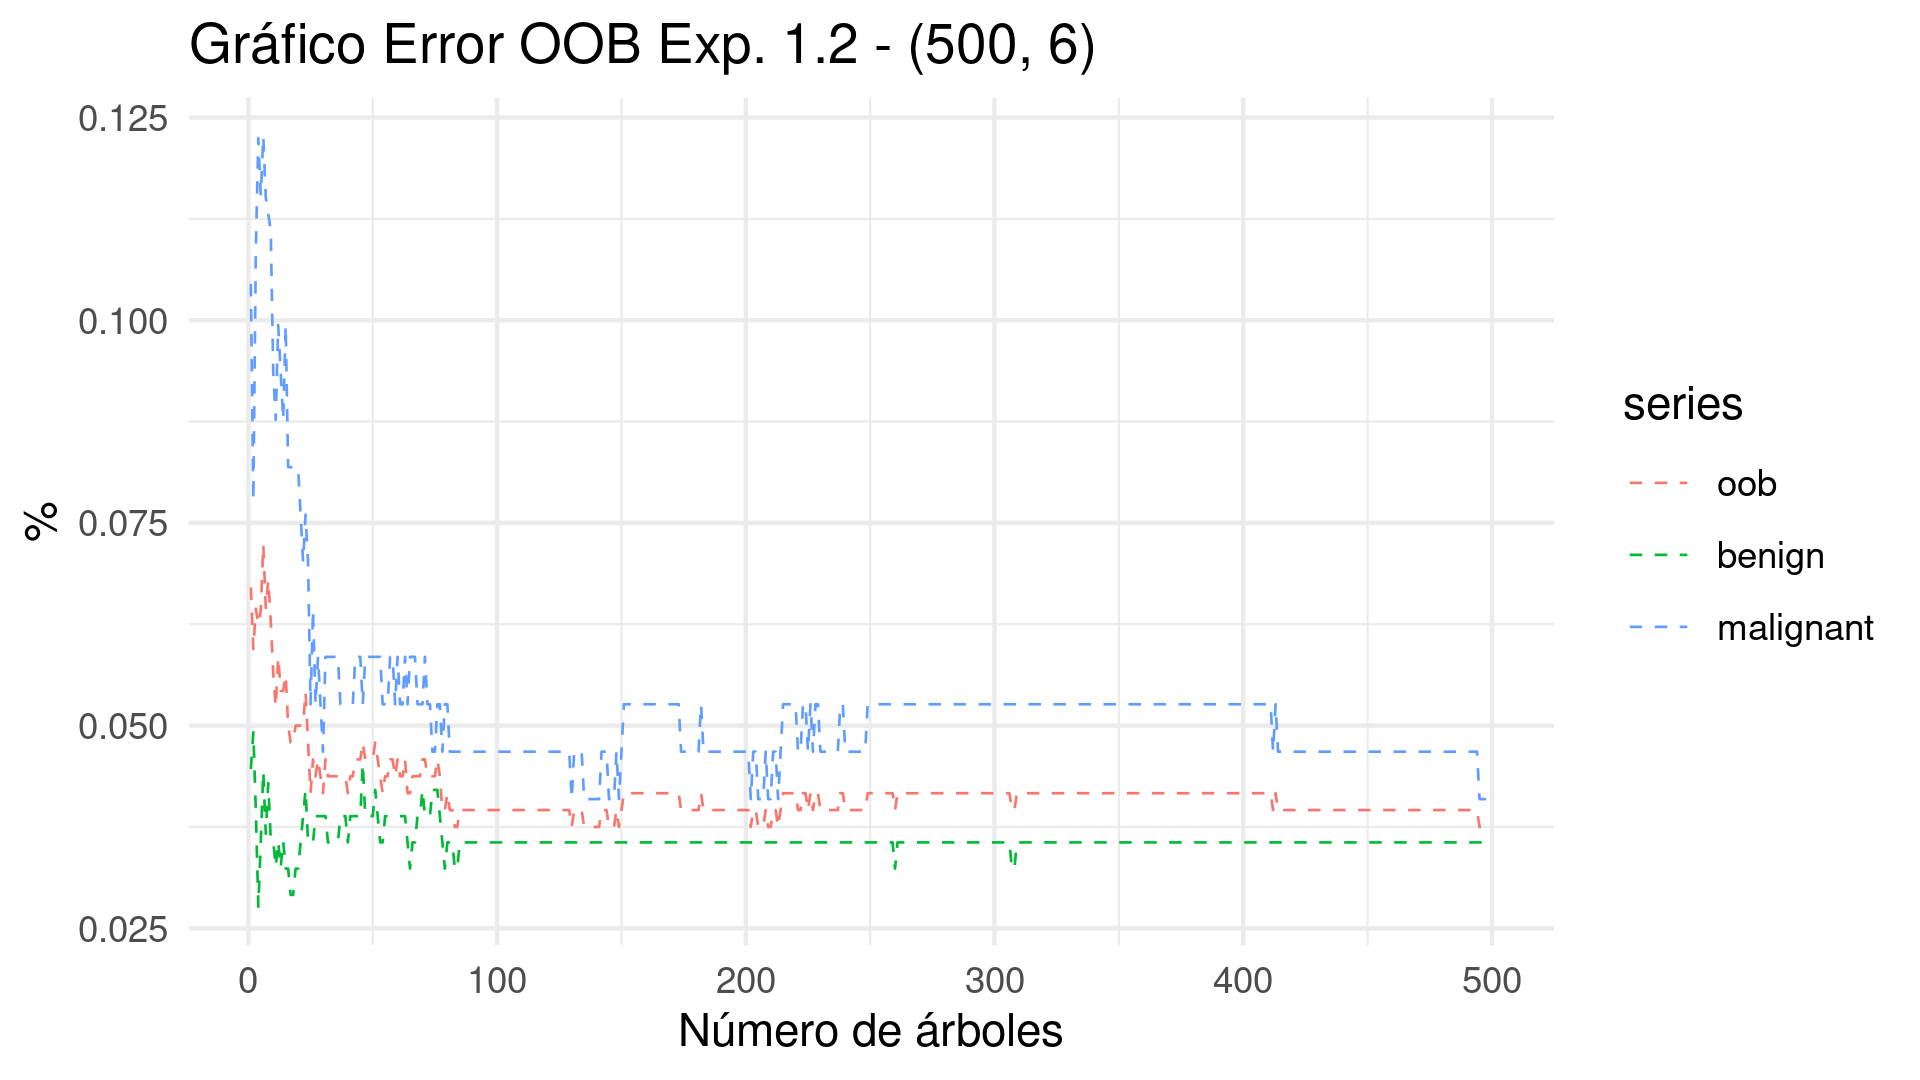 Gráfico Error OOB Exp. 1.2 - (500, 6)
0.125
0.100
0.075
0.050
0.025
%
0 100 200 300 400 500
Número de árboles
series
oob
benign
malignant